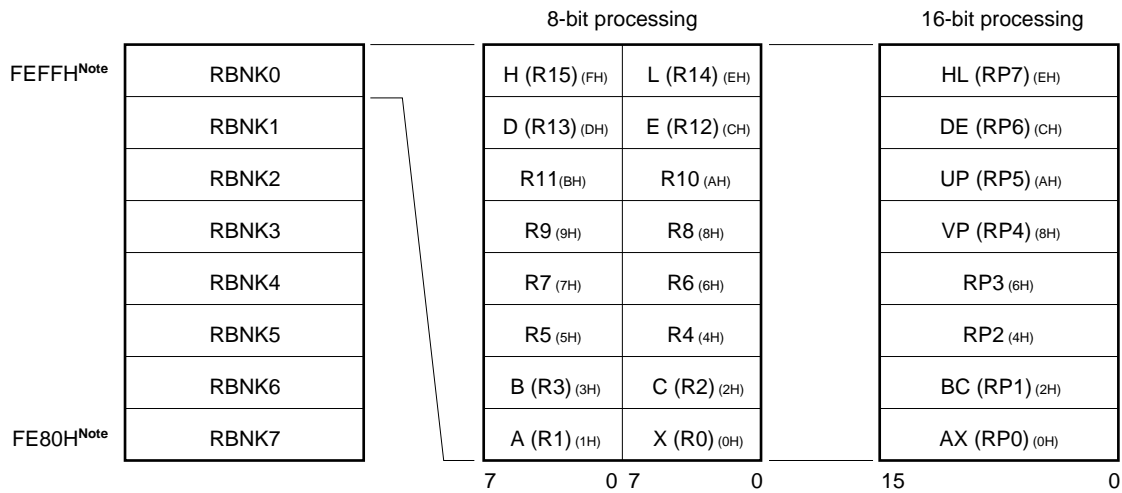 8-bit processing 16-bit processing
FEFFHNote RBNK0 H (R15) (FH) L (R14) (EH) HL (RP7) (EH)
RBNK1 D (R13) (DH) E (R12) (CH) DE (RP6) (CH)
RBNK2 R11(BH) R10 (AH) UP (RP5) (AH)
RBNK3 R9 (9H) R8 (8H) VP (RP4) (8H)
RBNK4 R7 (7H) R6 (6H) RP3 (6H)
RBNK5 R5 (5H) R4 (4H) RP2 (4H)
RBNK6 B (R3) (3H) C (R2) (2H) BC (RP1) (2H)
FE80HNote RBNK7 A (R1) (1H) X (R0) (0H) AX (RP0) (0H)
7 0 7 0 15 0